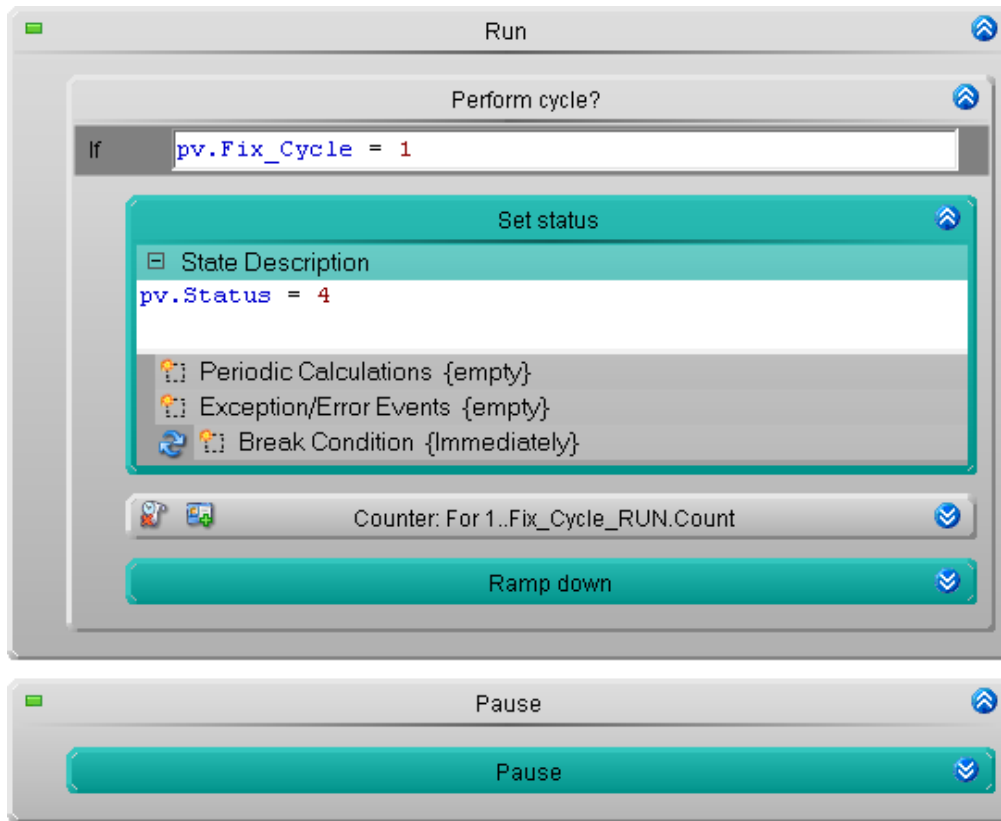 Run
Perform cycle?
If pv.Fix_Cycle = 1
Set status
State Description
pv.Status = 4
Periodic Calculations {empty}
Exception/Error Events {empty}
Break Condition {Immediately}
Counter: For 1..Fix_Cycle_RUN.Count
Ramp down
Pause
Pause